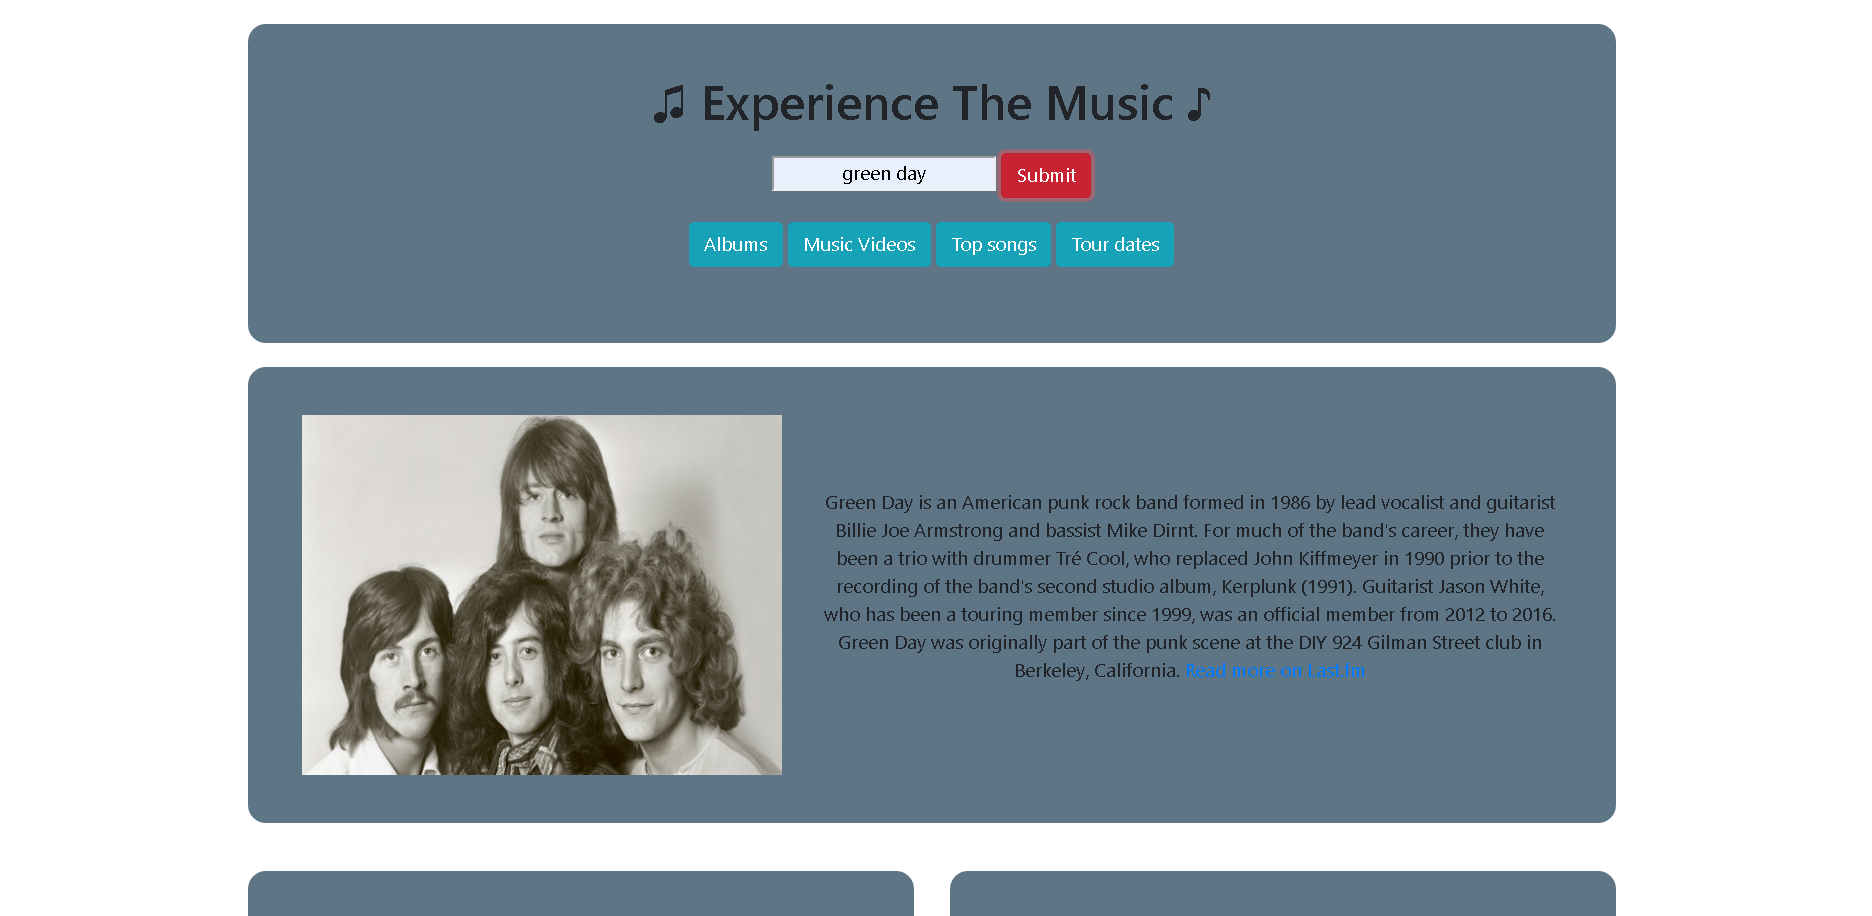 ♫ Experience The Music ♪
green day Submit
Albums Music Videos Top songs Tour dates
Green Day is an American punk rock band formed in 1986 by lead vocalist and guitarist
Billie Joe Armstrong and bassist Mike Dirnt. For much of the band's career, they have
been a trio with drummer Tré Cool, who replaced John Kiffmeyer in 1990 prior to the
recording of the band's second studio album, Kerplunk (1991). Guitarist Jason White,
who has been a touring member since 1999, was an official member from 2012 to 2016.
Green Day was originally part of the punk scene at the DIY 924 Gilman Street club in
Berkeley, California. Read more on Last.fm